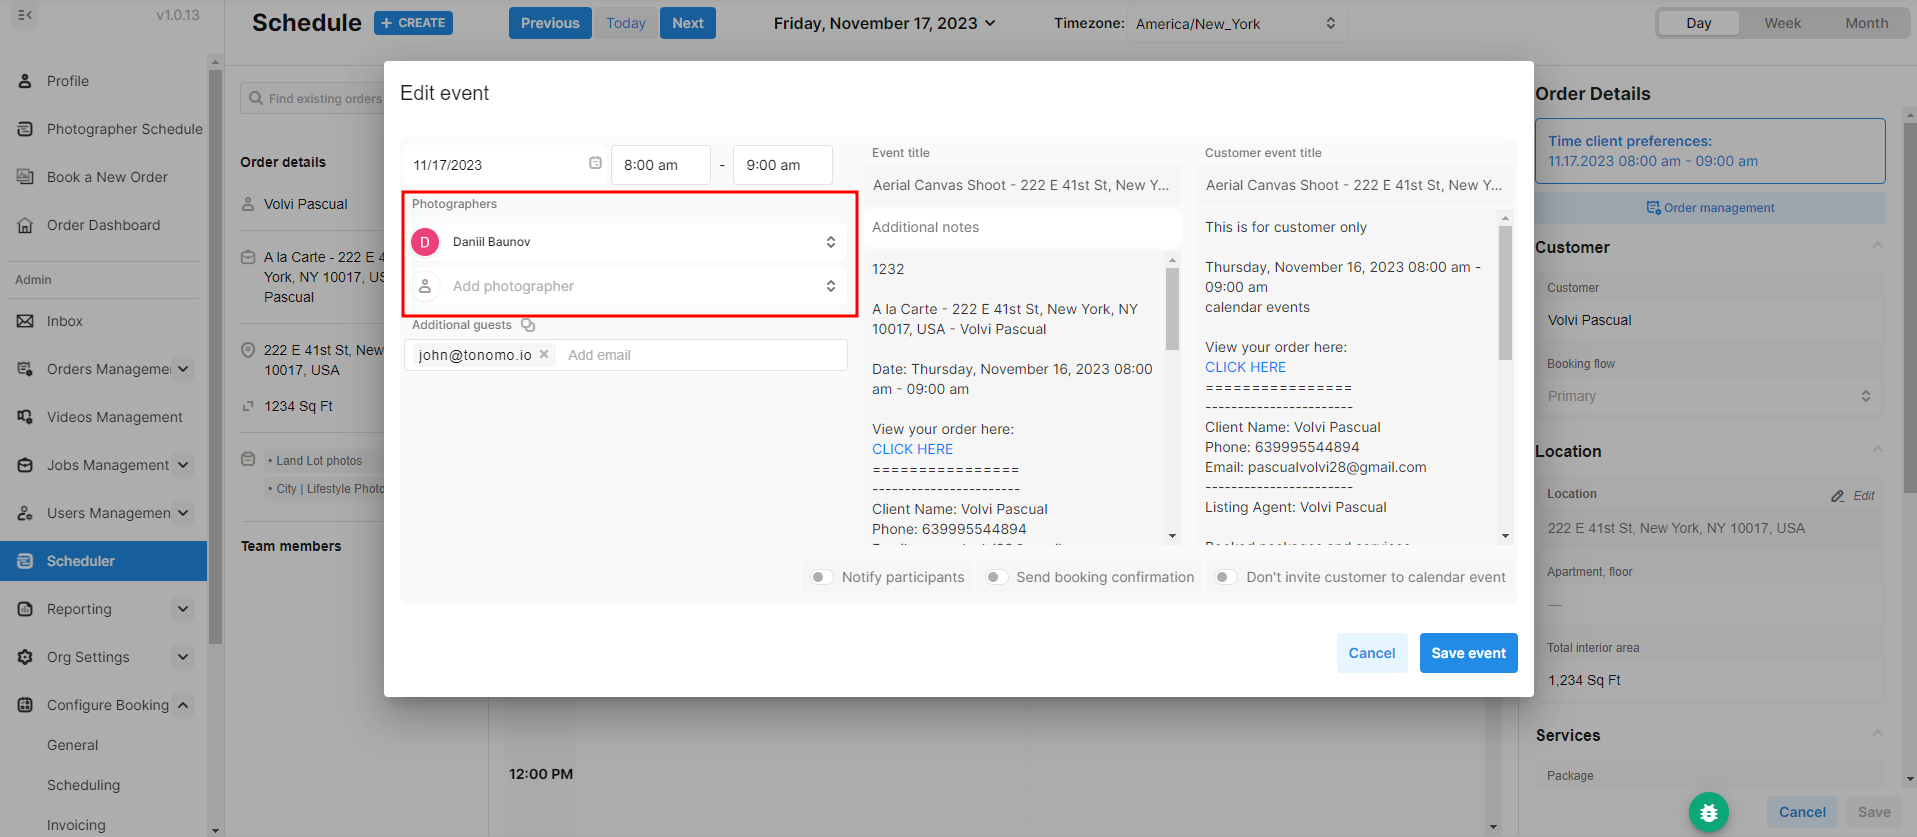 v1.0.13
Schedule
+ CREATE
Previous
Today
Next
Friday, November 17, 2023
Timezone:
America/New_York
Day
Week
Month
Profile
Photographer Schedule
Book a New Order
Order Dashboard
Admin
Inbox
Orders Managemen
Videos Management
Jobs Management
Users Managemen
Scheduler
Reporting
Org Settings
Configure Booking
General
Scheduling
Invoicing
Find existing orders
Order details
Volvi Pascual
A la Carte - 222 E 4
York, NY 10017, US
Pascual
222 E 41st St, New
10017, USA
1234 Sq Ft
• Land Lot photos
• City | Lifestyle Photo
Team members
Edit event
11/17/2023
8:00 am
-
9:00 am
Photographers
D
Daniil Baunov
Add photographer
Additional guests
john@tonomo.io ×
Add email
Event title
Aerial Canvas Shoot - 222 E 41st St, New Y...
Additional notes
1232
A la Carte - 222 E 41st St, New York, NY
10017, USA - Volvi Pascual
Date: Thursday, November 16, 2023 08:00
am - 09:00 am
View your order here:
CLICK HERE
================
-----------------------
Client Name: Volvi Pascual
Phone: 639995544894
Customer event title
Aerial Canvas Shoot - 222 E 41st St, New Y...
This is for customer only
Thursday, November 16, 2023 08:00 am -
09:00 am
calendar events
View your order here:
CLICK HERE
================
-----------------------
Client Name: Volvi Pascual
Phone: 639995544894
Email: pascualvolvi28@gmail.com
-----------------------
Listing Agent: Volvi Pascual
Booked packages and services
Notify participants
Send booking confirmation
Don't invite customer to calendar event
Cancel
Save event
12:00 PM
Order Details
Time client preferences:
11.17.2023 08:00 am - 09:00 am
Order management
Customer
Customer
Volvi Pascual
Booking flow
Primary
Location
Location
Edit
222 E 41st St, New York, NY 10017, USA
Apartment, floor
—
Total interior area
1,234 Sq Ft
Services
Package
Cancel
Save